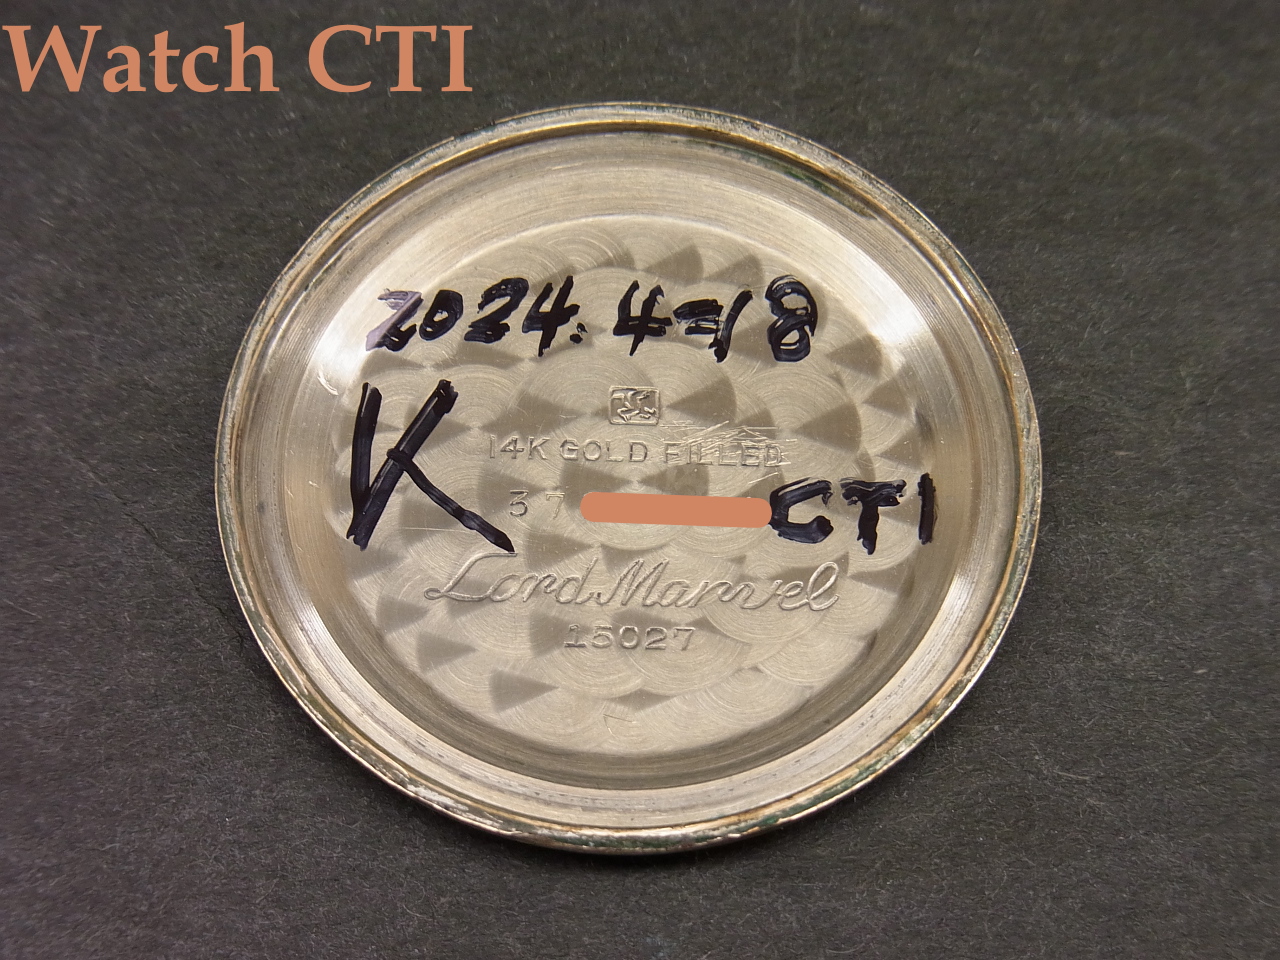 Watch CTI
2024.4-18
K
14K GOLD FILLED
37
CTI
Lord Marvel
15027